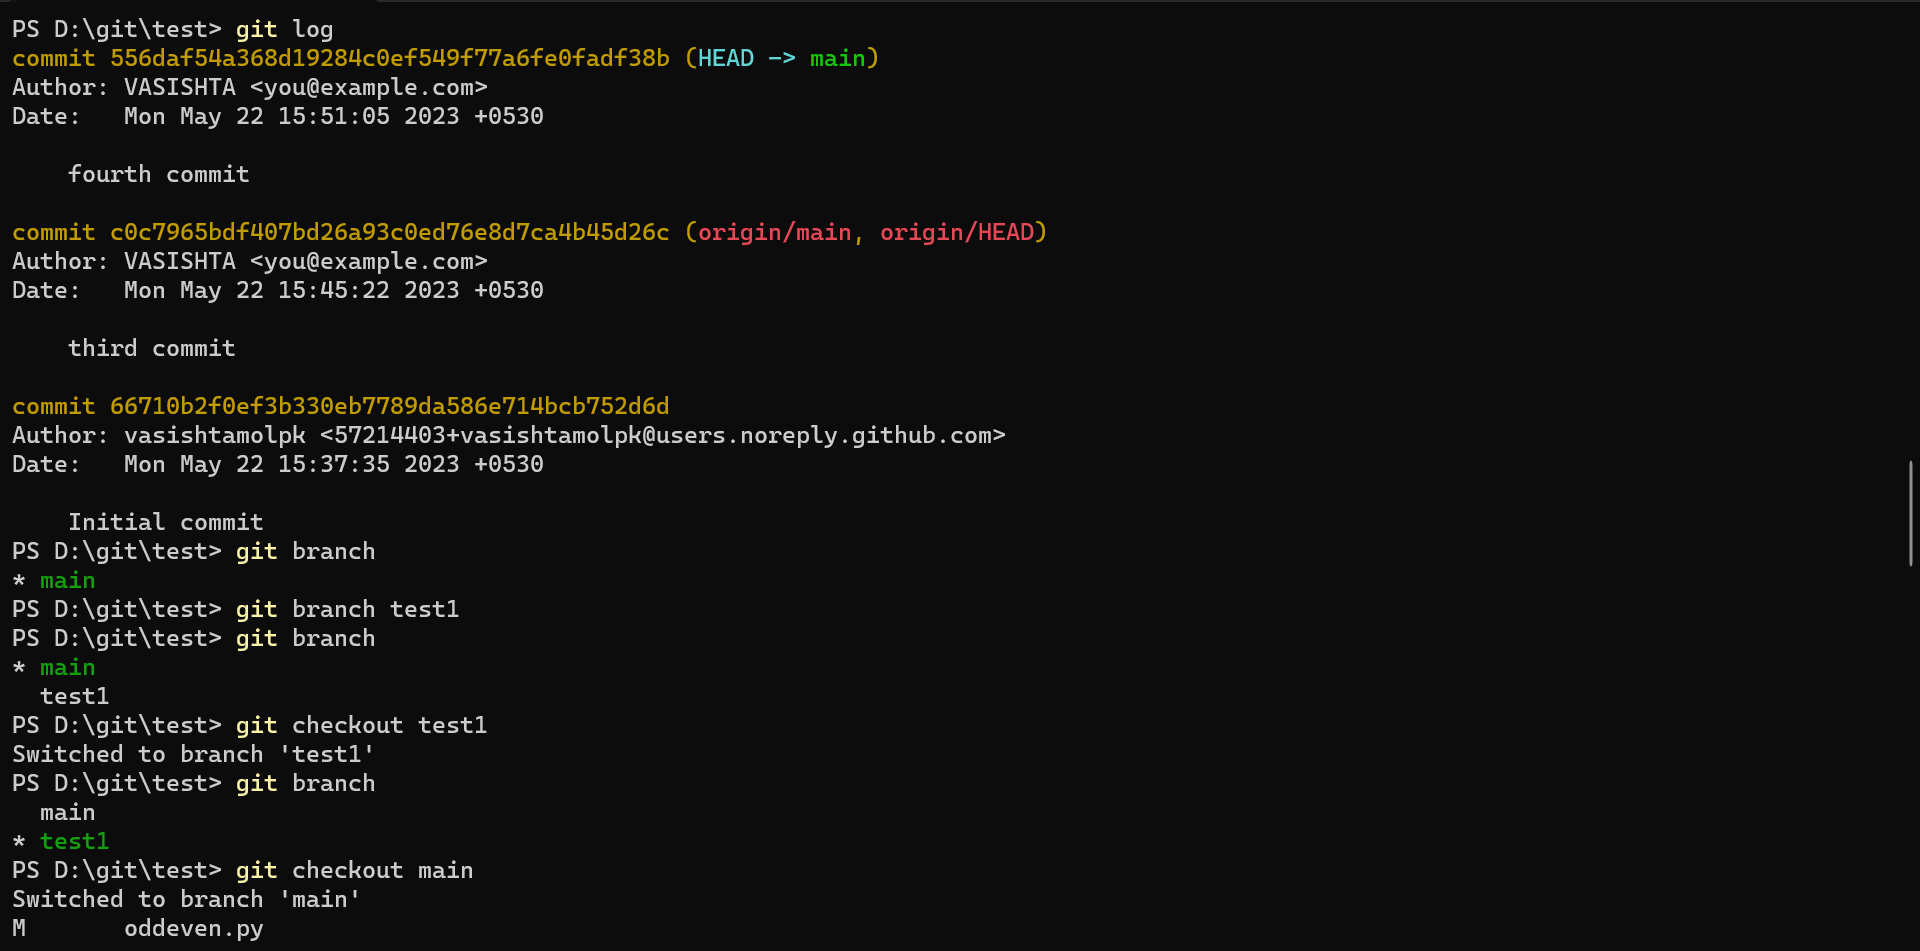 PS D:\git\test> git log
commit 556daf54a368d19284c0ef549f77a6fe0fadf38b (HEAD -> main)
Author: VASISHTA <you@example.com>
Date:   Mon May 22 15:51:05 2023 +0530

    fourth commit

commit c0c7965bdf407bd26a93c0ed76e8d7ca4b45d26c (origin/main, origin/HEAD)
Author: VASISHTA <you@example.com>
Date:   Mon May 22 15:45:22 2023 +0530

    third commit

commit 66710b2f0ef3b330eb7789da586e714bcb752d6d
Author: vasishtamolpk <57214403+vasishtamolpk@users.noreply.github.com>
Date:   Mon May 22 15:37:35 2023 +0530

    Initial commit
PS D:\git\test> git branch
* main
PS D:\git\test> git branch test1
PS D:\git\test> git branch
* main
  test1
PS D:\git\test> git checkout test1
Switched to branch 'test1'
PS D:\git\test> git branch
  main
* test1
PS D:\git\test> git checkout main
Switched to branch 'main'
M       oddeven.py